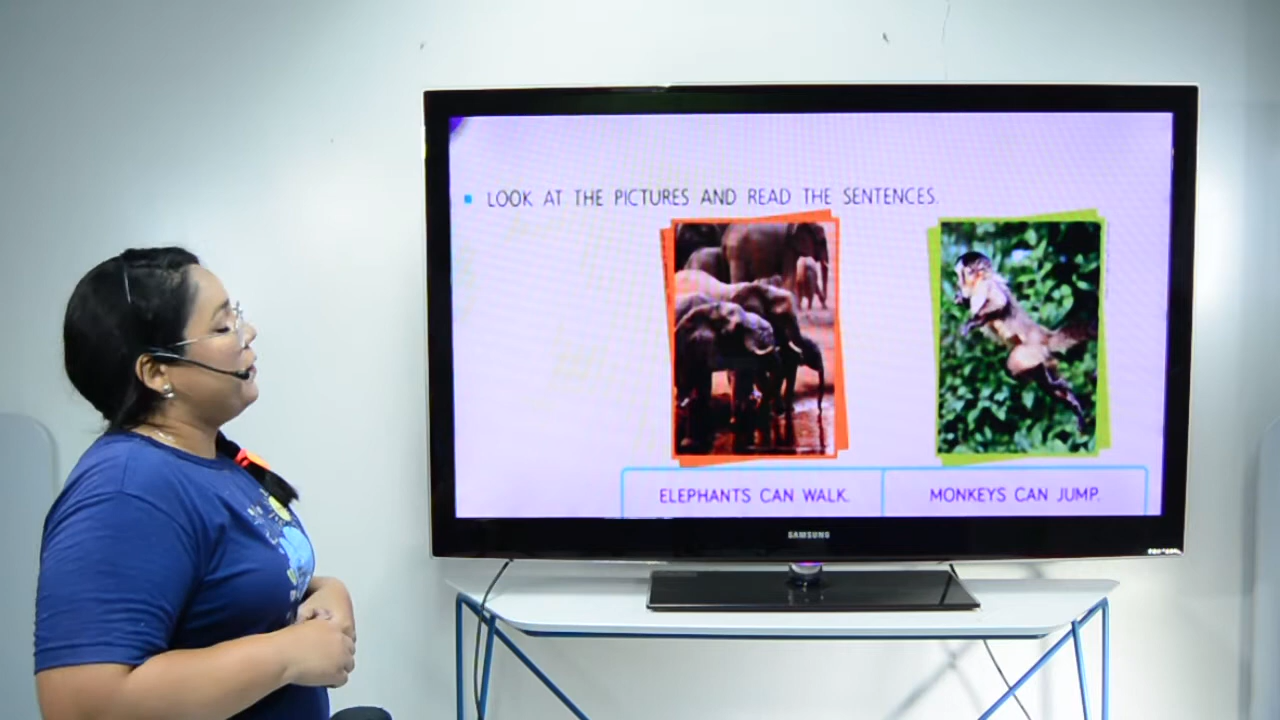 LOOK AT THE PICTURES AND READ THE SENTENCES.
ELEPHANTS CAN WALK.
MONKEYS CAN JUMP.
SAMSUNG